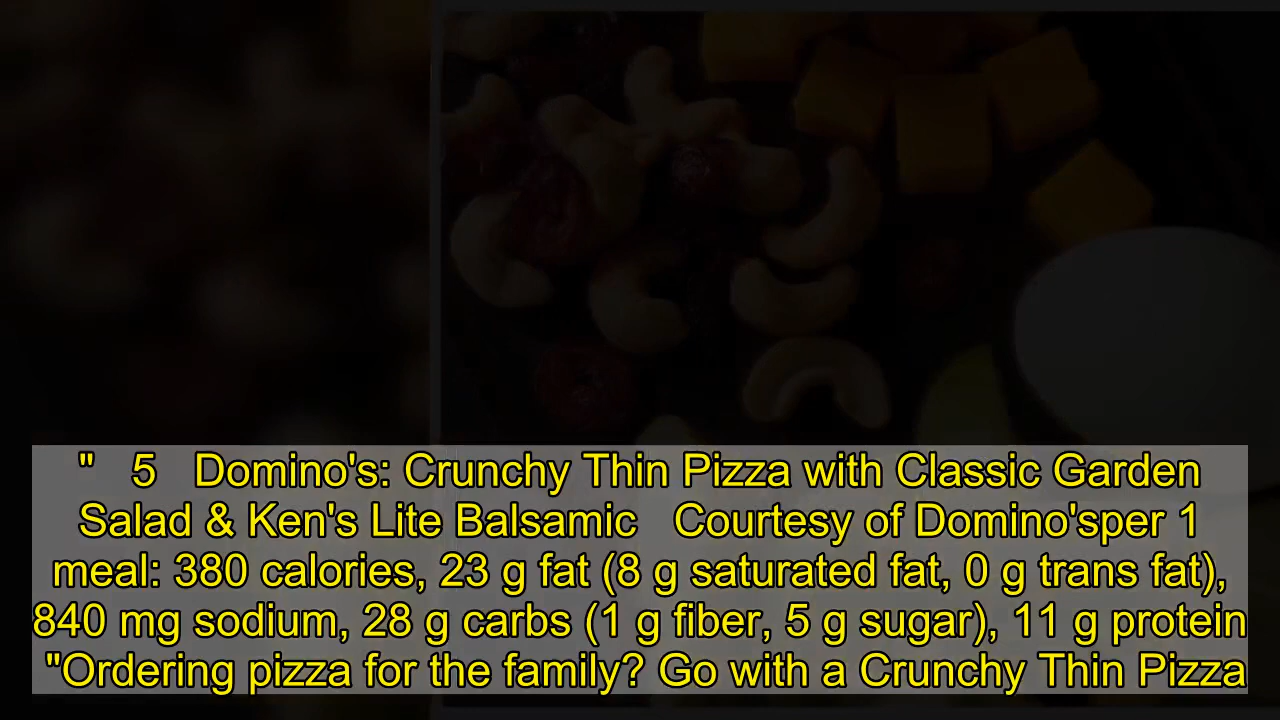 "   5   Domino's: Crunchy Thin Pizza with Classic Garden
Salad & Ken's Lite Balsamic   Courtesy of Domino'sper 1
meal: 380 calories, 23 g fat (8 g saturated fat, 0 g trans fat),
840 mg sodium, 28 g carbs (1 g fiber, 5 g sugar), 11 g protein
"Ordering pizza for the family? Go with a Crunchy Thin Pizza